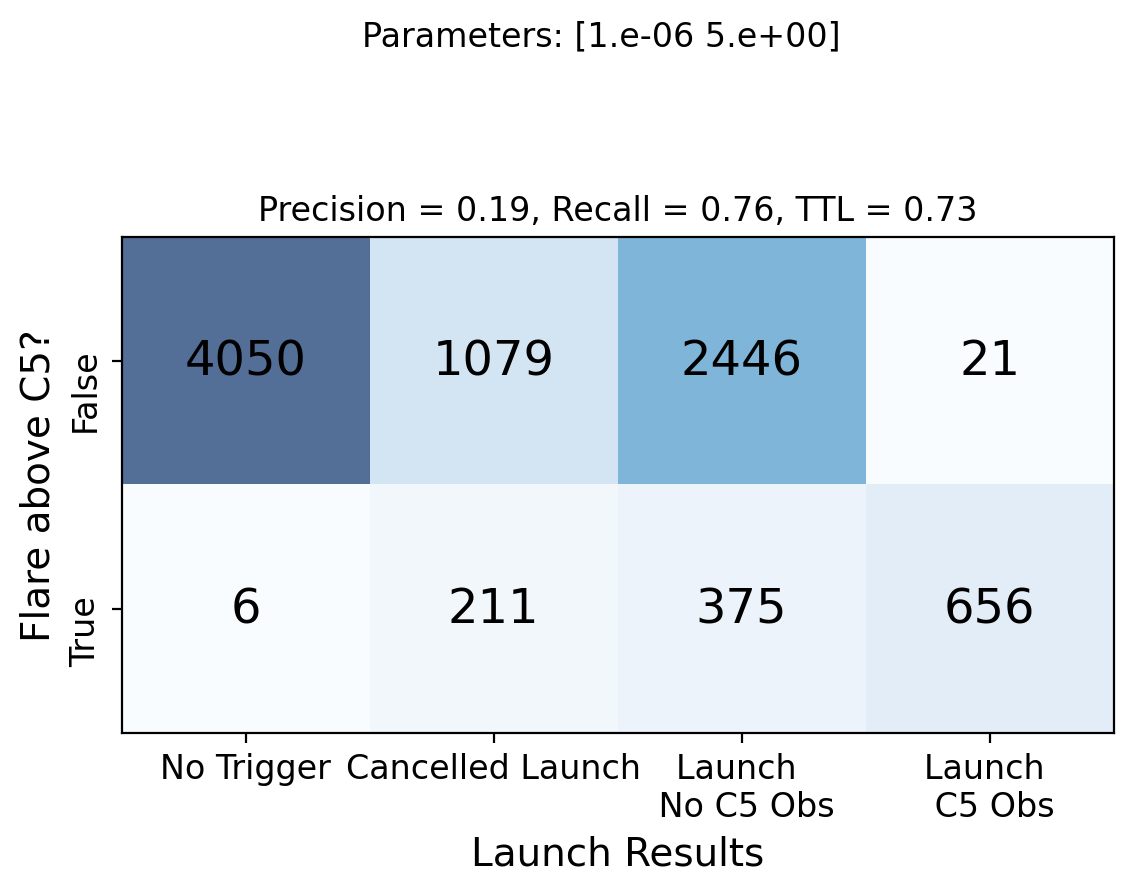 Parameters: [1.e-06 5.e+00]
Precision = 0.19, Recall = 0.76, TTL = 0.73
Flare above C5?
False
4050 1079 2446 21
True
6 211 375 656
No Trigger Cancelled Launch Launch Launch
No C5 Obs C5 Obs
Launch Results